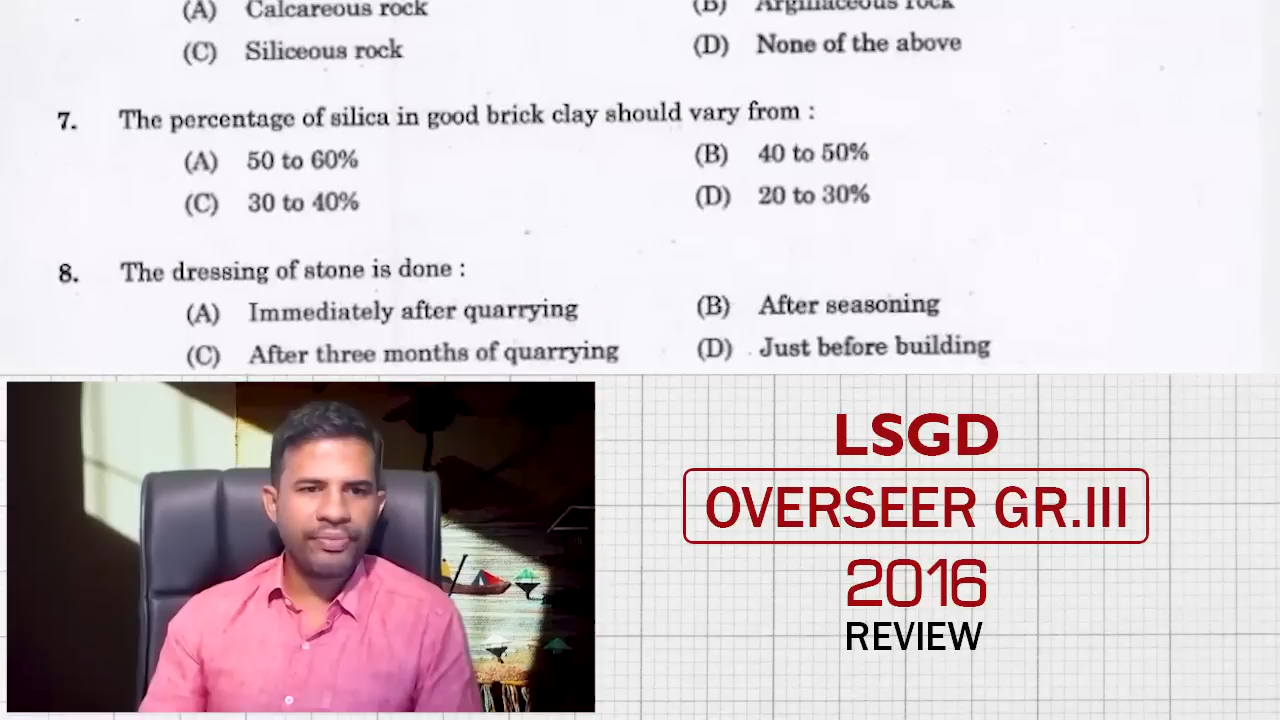 (A) Calcareous rock (B) Argillaceous rock
(C) Siliceous rock (D) None of the above
7. The percentage of silica in good brick clay should vary from :
(A) 50 to 60% (B) 40 to 50%
(C) 30 to 40% (D) 20 to 30%
8. The dressing of stone is done :
(A) Immediately after quarrying (B) After seasoning
(C) After three months of quarrying (D) Just before building
LSGD
OVERSEER GR.III
2016
REVIEW